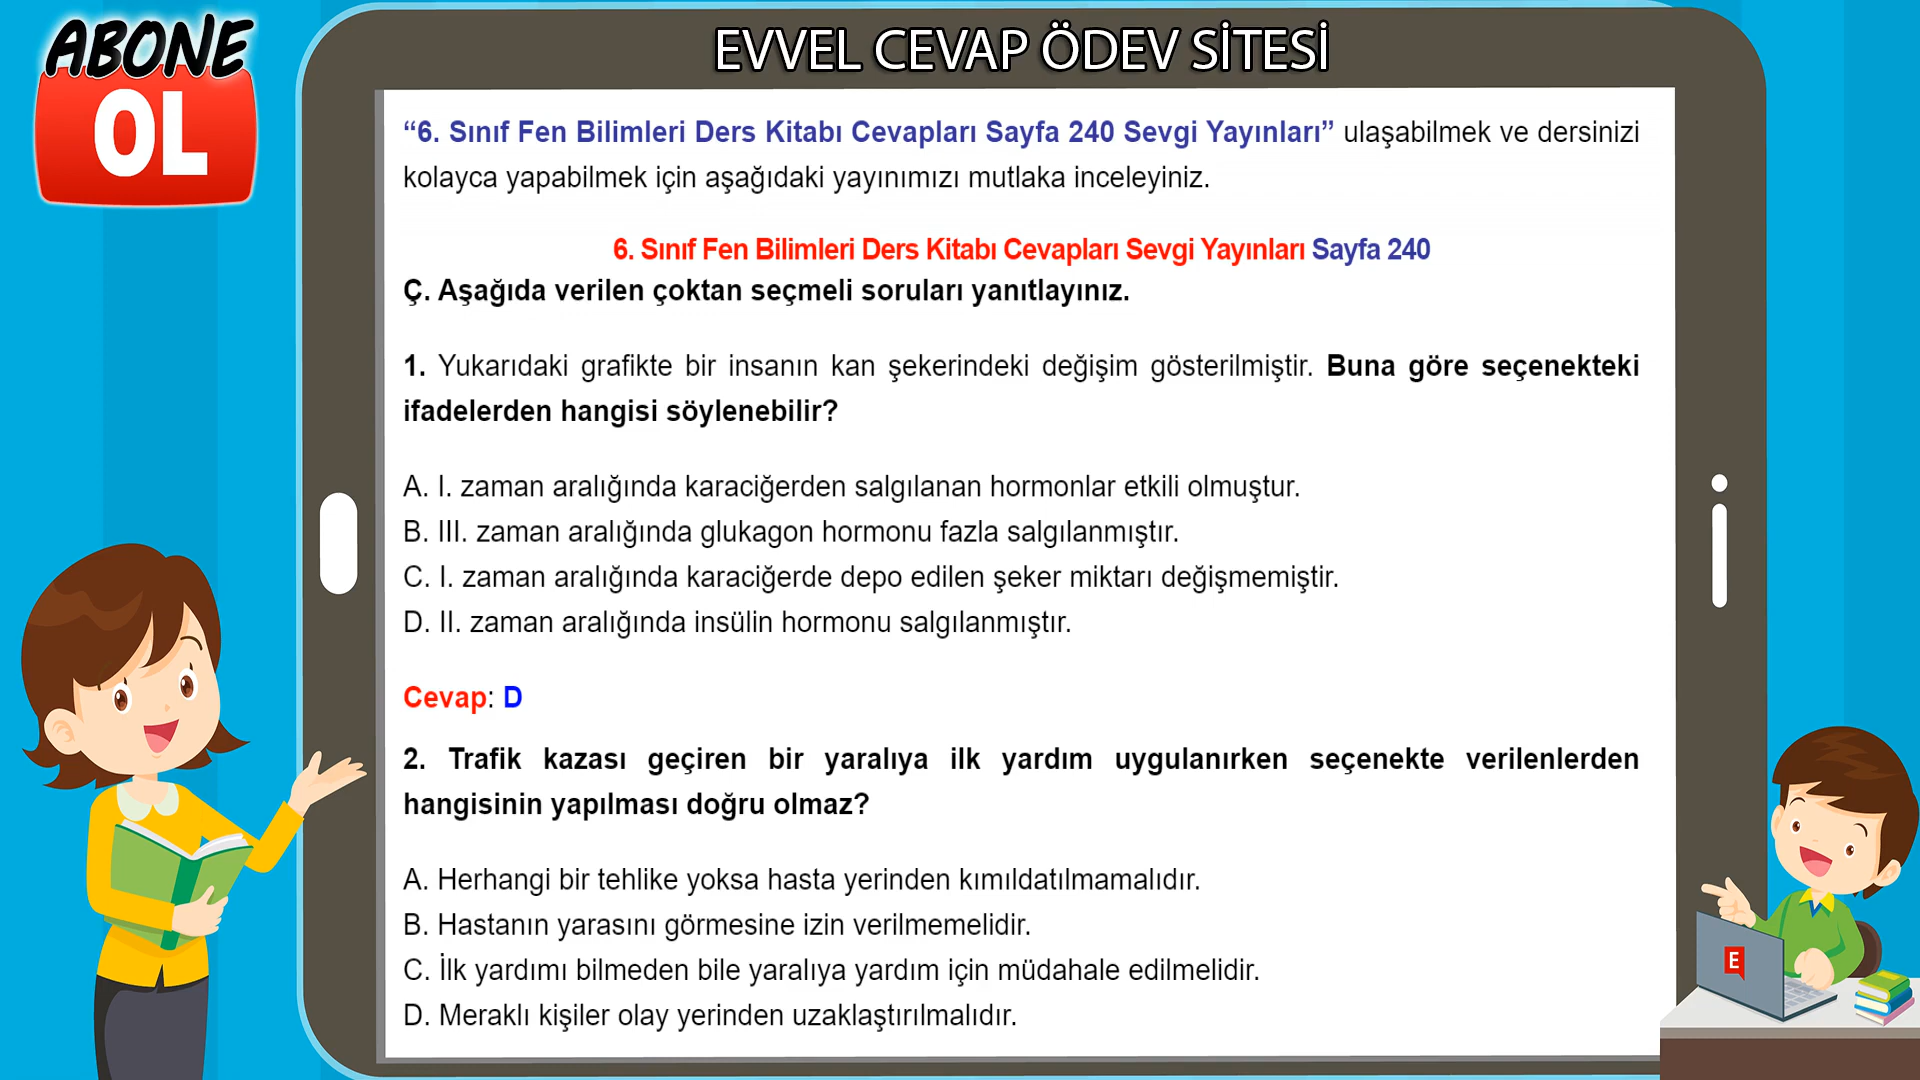 ABONE
OL
EVVEL CEVAP ÖDEV SİTESİ
“6. Sınıf Fen Bilimleri Ders Kitabı Cevapları Sayfa 240 Sevgi Yayınları” ulaşabilmek ve dersinizi
kolayca yapabilmek için aşağıdaki yayınımızı mutlaka inceleyiniz.
6. Sınıf Fen Bilimleri Ders Kitabı Cevapları Sevgi Yayınları Sayfa 240
Ç. Aşağıda verilen çoktan seçmeli soruları yanıtlayınız.
1. Yukarıdaki grafikte bir insanın kan şekerindeki değişim gösterilmiştir. Buna göre seçenekteki
ifadelerden hangisi söylenebilir?
A. I. zaman aralığında karaciğerden salgılanan hormonlar etkili olmuştur.
B. III. zaman aralığında glukagon hormonu fazla salgılanmıştır.
C. I. zaman aralığında karaciğerde depo edilen şeker miktarı değişmemiştir.
D. II. zaman aralığında insülin hormonu salgılanmıştır.
Cevap: D
2. Trafik kazası geçiren bir yaralıya ilk yardım uygulanırken seçenekte verilenlerden
hangisinin yapılması doğru olmaz?
A. Herhangi bir tehlike yoksa hasta yerinden kımıldatılmamalıdır.
B. Hastanın yarasını görmesine izin verilmemelidir.
C. İlk yardımı bilmeden bile yaralıya yardım için müdahale edilmelidir.
D. Meraklı kişiler olay yerinden uzaklaştırılmalıdır.
E